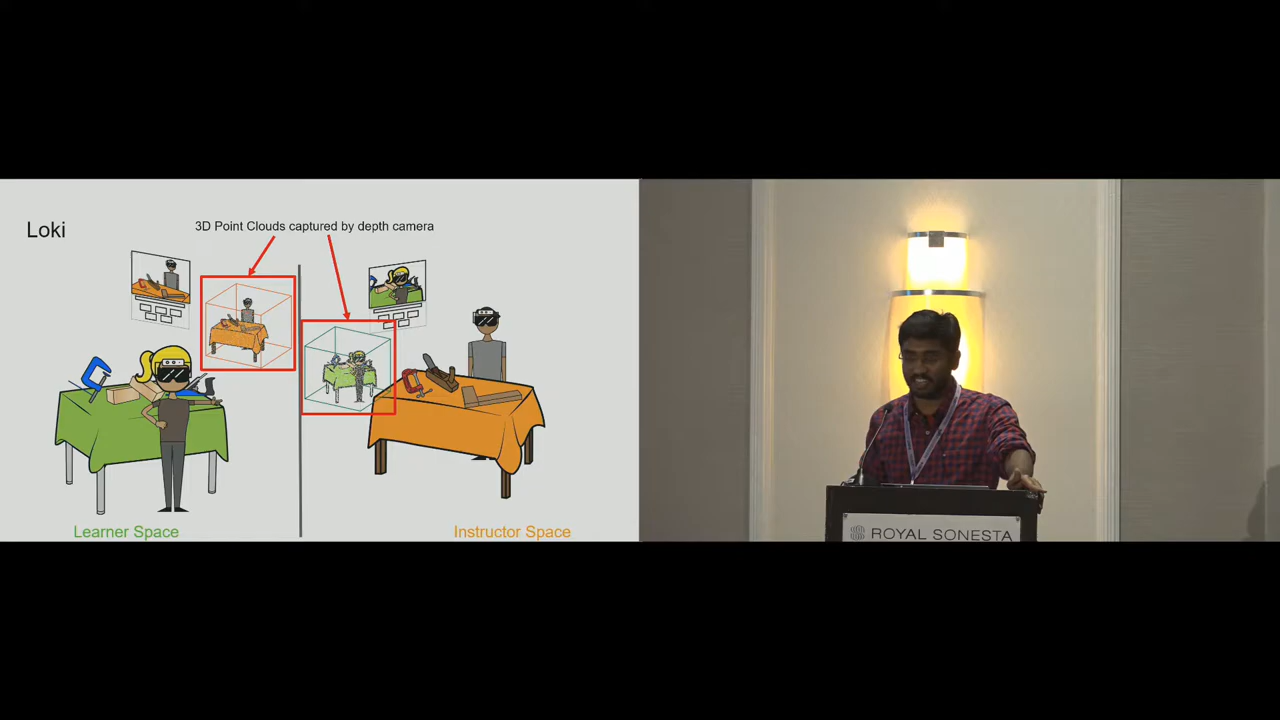 Loki
3D Point Clouds captured by depth camera
Learner Space
Instructor Space
ROYAL SONESTA